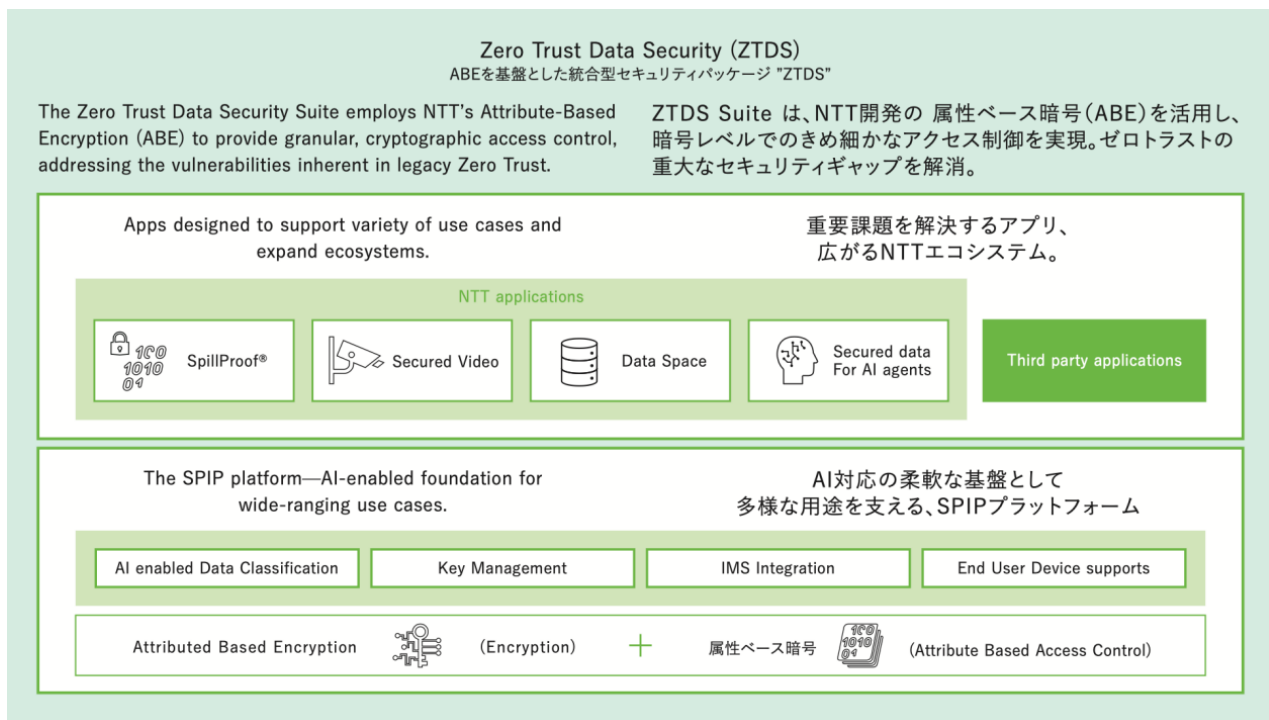 Zero Trust Data Security (ZTDS)
ABEを基盤とした統合型セキュリティパッケージ "ZTDS"
The Zero Trust Data Security Suite employs NTT's Attribute-Based
Encryption (ABE) to provide granular, cryptographic access control,
addressing the vulnerabilities inherent in legacy Zero Trust.
ZTDS Suite は、NTT開発の 属性ベース暗号(ABE)を活用し、
暗号レベルでのきめ細かなアクセス制御を実現。ゼロトラストの
重大なセキュリティギャップを解消。
Apps designed to support variety of use cases and
expand ecosystems.
重要課題を解決するアプリ、
広がるNTTエコシステム。
NTT applications
100
1010
01
SpillProof®
Secured Video
Data Space
Secured data
For AI agents
Third party applications
The SPIP platform—AI-enabled foundation for
wide-ranging use cases.
AI対応の柔軟な基盤として
多様な用途を支える、SPIPプラットフォーム
AI enabled Data Classification
Key Management
IMS Integration
End User Device supports
Attributed Based Encryption
(Encryption)
+
属性ベース暗号
100
1010
01
(Attribute Based Access Control)